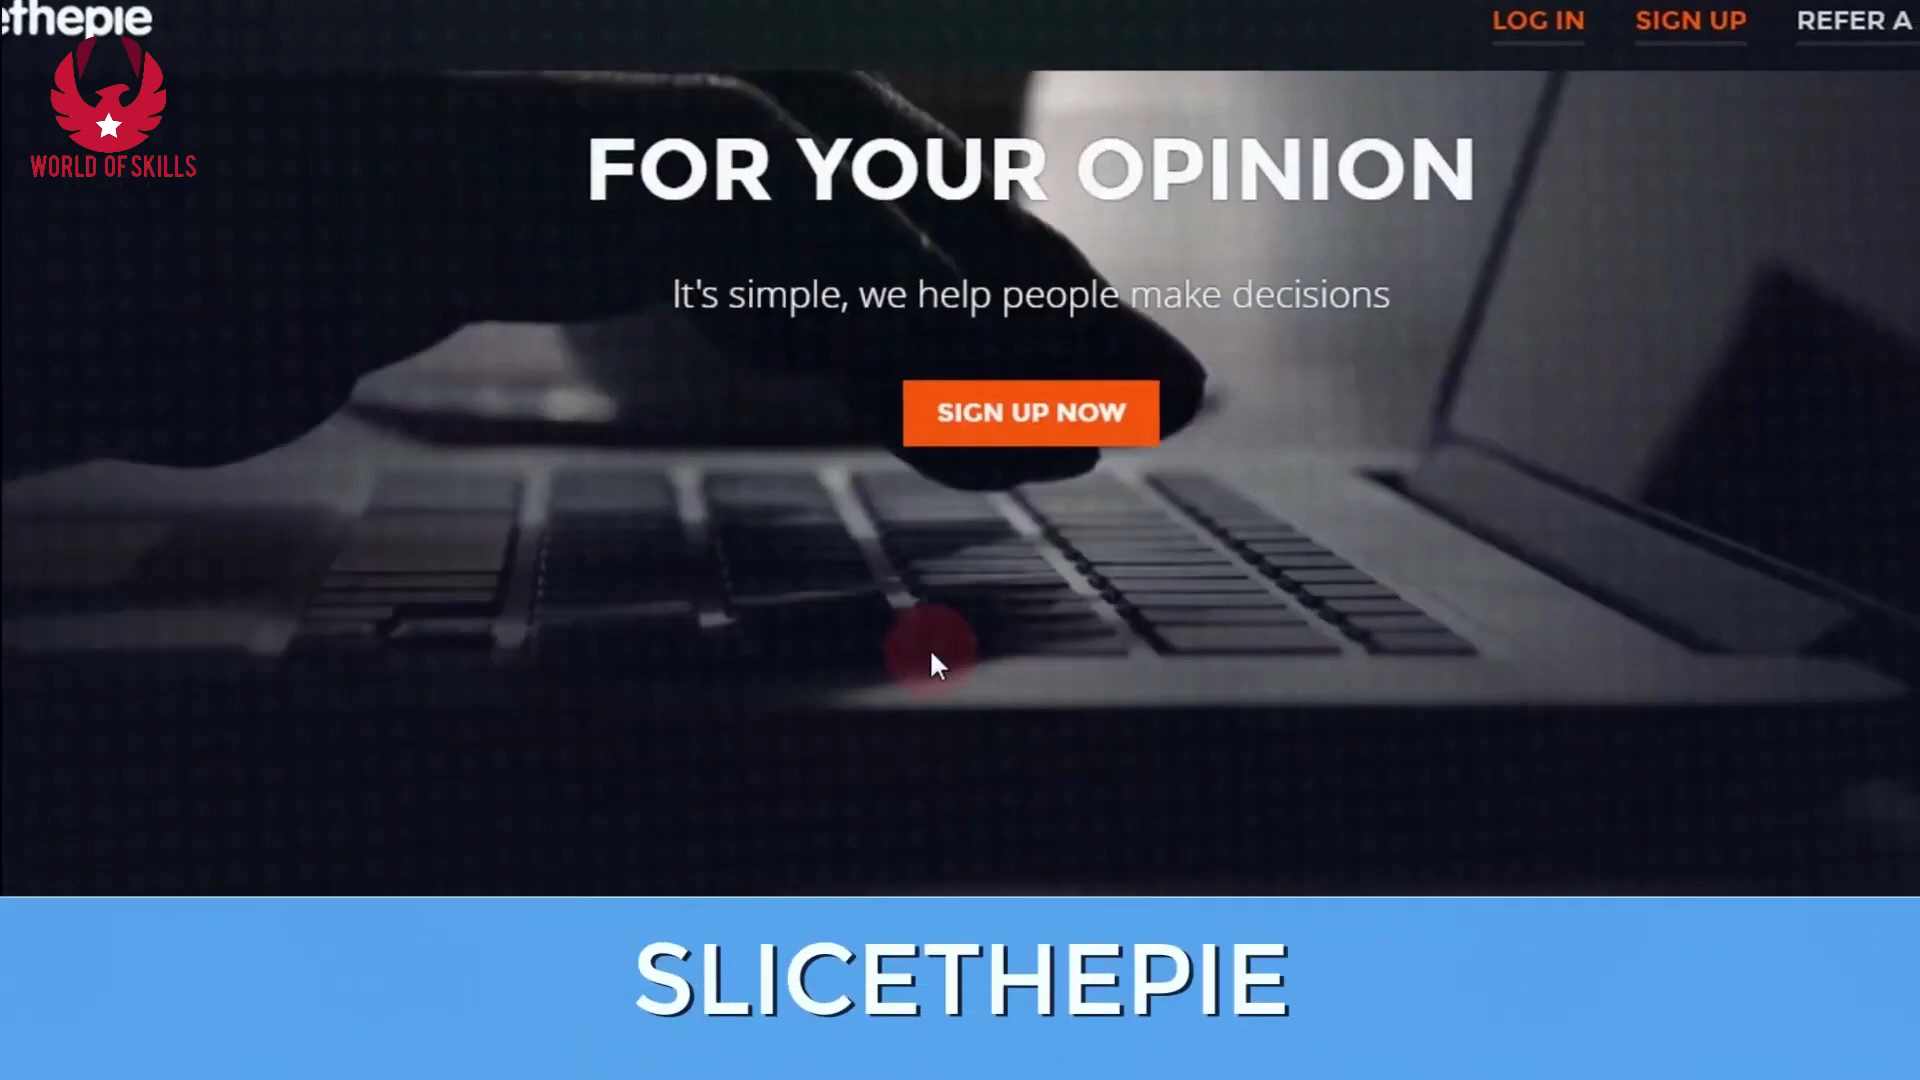 ethepie
LOG IN
SIGN UP
REFER A
WORLD OF SKILLS
FOR YOUR OPINION
It's simple, we help people make decisions
SIGN UP NOW
SLICETHEPIE